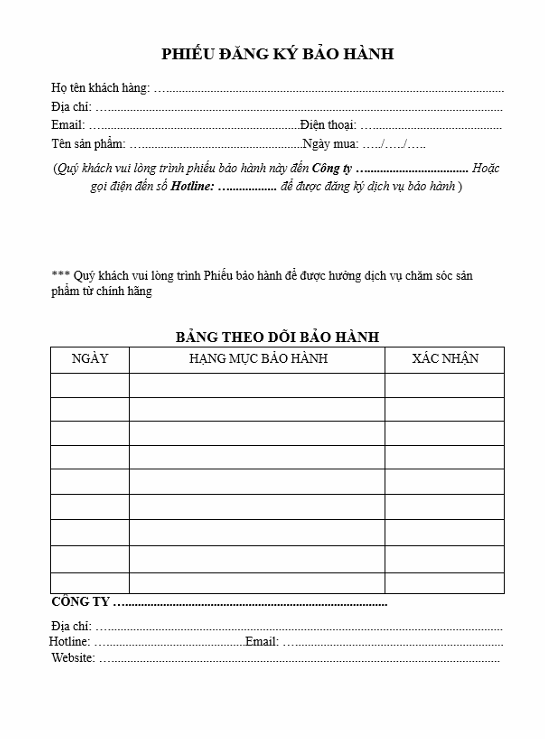 PHIẾU ĐĂNG KÝ BẢO HÀNH
Họ tên khách hàng: ….............................................................................................................
Địa chỉ: …..............................................................................................................................
Email: …...............................................................Điện thoại: ….........................................
Tên sản phẩm: …...................................................Ngày mua: …../…../…..
(Quý khách vui lòng trình phiếu bảo hành này đến Công ty ….................................. Hoặc
gọi điện đến số Hotline: ….................. để được đăng ký dịch vụ bảo hành )
*** Quý khách vui lòng trình Phiếu bảo hành để được hưởng dịch vụ chăm sóc sản
phẩm từ chính hãng
BẢNG THEO DÕI BẢO HÀNH
NGÀY HẠNG MỤC BẢO HÀNH XÁC NHẬN
CÔNG TY ….....................................................................................
Địa chỉ: …..............................................................................................................................
Hotline: …............................................Email: …..................................................................
Website: ….............................................................................................................................